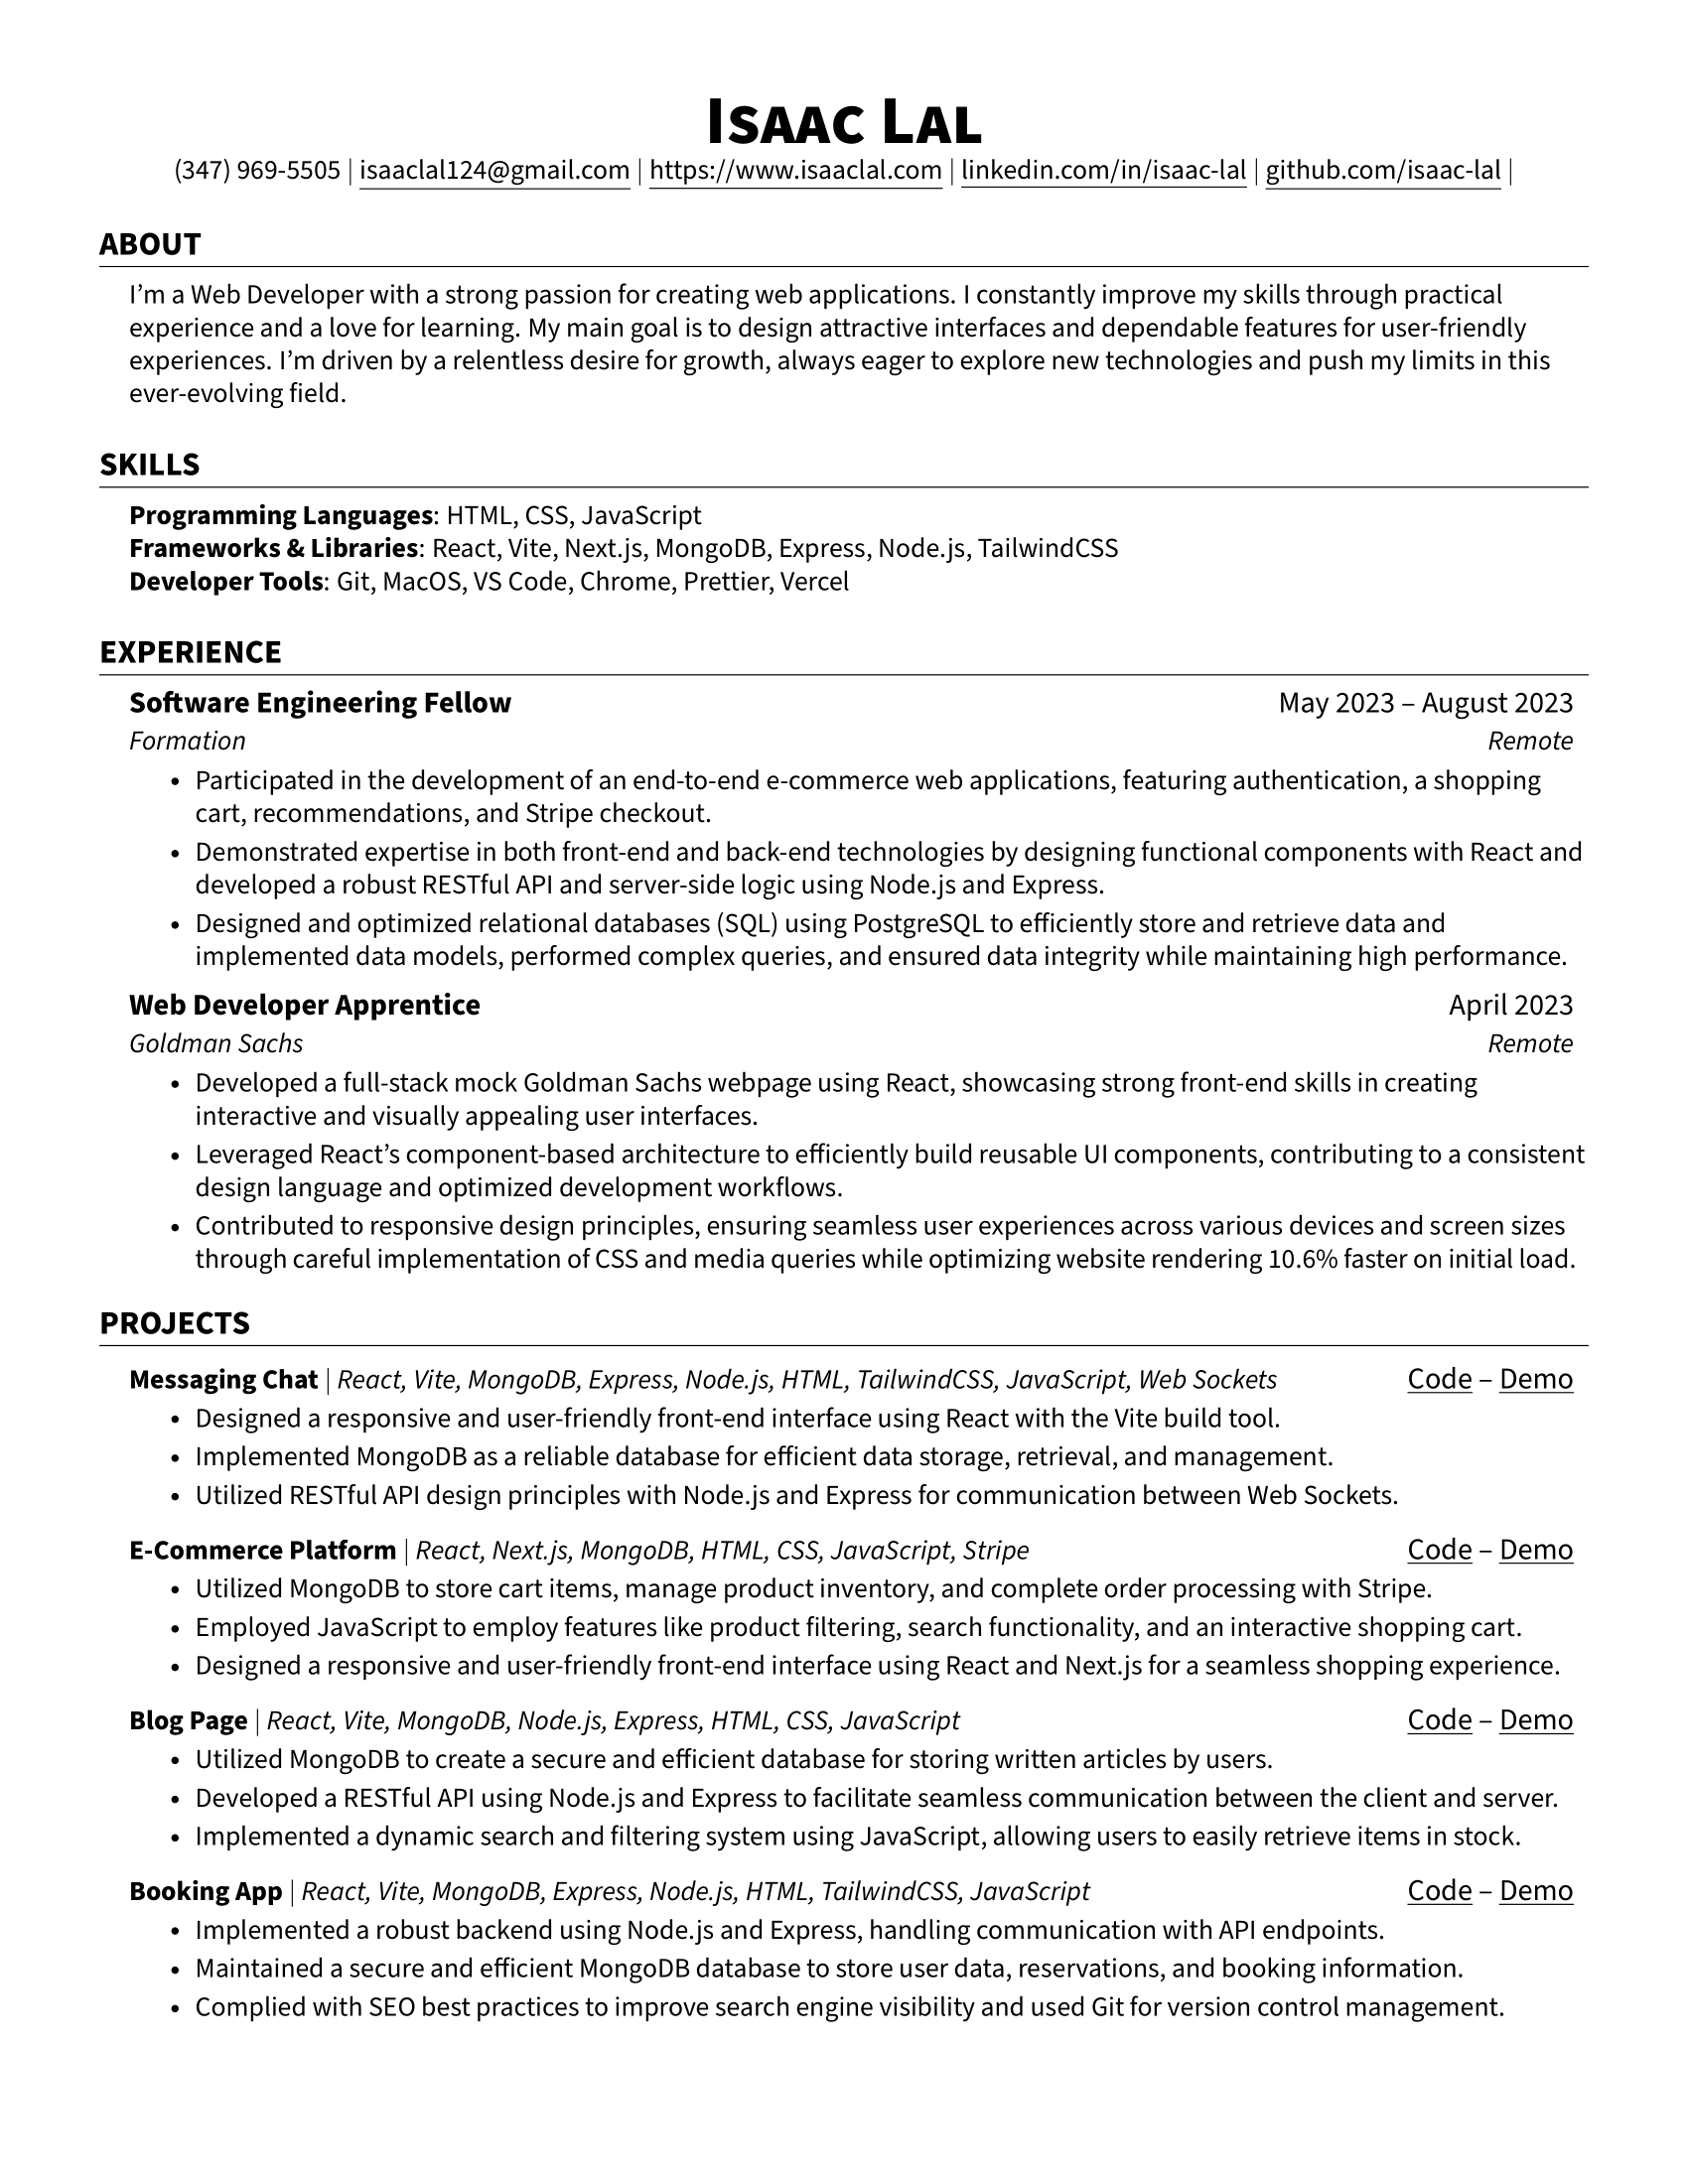 Isaac Lal
(347) 969-5505 | isaaclal124@gmail.com | https://www.isaaclal.com | linkedin.com/in/isaac-lal | github.com/isaac-lal |
ABOUT
I’m a Web Developer with a strong passion for creating web applications. I constantly improve my skills through practical
experience and a love for learning. My main goal is to design attractive interfaces and dependable features for user-friendly
experiences. I’m driven by a relentless desire for growth, always eager to explore new technologies and push my limits in this
ever-evolving field.
SKILLS
Programming Languages: HTML, CSS, JavaScript
Frameworks & Libraries: React, Vite, Next.js, MongoDB, Express, Node.js, TailwindCSS
Developer Tools: Git, MacOS, VS Code, Chrome, Prettier, Vercel
EXPERIENCE
Software Engineering Fellow May 2023 – August 2023
Formation Remote
• Participated in the development of an end-to-end e-commerce web applications, featuring authentication, a shopping
cart, recommendations, and Stripe checkout.
• Demonstrated expertise in both front-end and back-end technologies by designing functional components with React and
developed a robust RESTful API and server-side logic using Node.js and Express.
• Designed and optimized relational databases (SQL) using PostgreSQL to efficiently store and retrieve data and
implemented data models, performed complex queries, and ensured data integrity while maintaining high performance.
Web Developer Apprentice April 2023
Goldman Sachs Remote
• Developed a full-stack mock Goldman Sachs webpage using React, showcasing strong front-end skills in creating
interactive and visually appealing user interfaces.
• Leveraged React’s component-based architecture to efficiently build reusable UI components, contributing to a consistent
design language and optimized development workflows.
• Contributed to responsive design principles, ensuring seamless user experiences across various devices and screen sizes
through careful implementation of CSS and media queries while optimizing website rendering 10.6% faster on initial load.
PROJECTS
Messaging Chat | React, Vite, MongoDB, Express, Node.js, HTML, TailwindCSS, JavaScript, Web Sockets Code – Demo
• Designed a responsive and user-friendly front-end interface using React with the Vite build tool.
• Implemented MongoDB as a reliable database for efficient data storage, retrieval, and management.
• Utilized RESTful API design principles with Node.js and Express for communication between Web Sockets.
E-Commerce Platform | React, Next.js, MongoDB, HTML, CSS, JavaScript, Stripe Code – Demo
• Utilized MongoDB to store cart items, manage product inventory, and complete order processing with Stripe.
• Employed JavaScript to employ features like product filtering, search functionality, and an interactive shopping cart.
• Designed a responsive and user-friendly front-end interface using React and Next.js for a seamless shopping experience.
Blog Page | React, Vite, MongoDB, Node.js, Express, HTML, CSS, JavaScript Code – Demo
• Utilized MongoDB to create a secure and efficient database for storing written articles by users.
• Developed a RESTful API using Node.js and Express to facilitate seamless communication between the client and server.
• Implemented a dynamic search and filtering system using JavaScript, allowing users to easily retrieve items in stock.
Booking App | React, Vite, MongoDB, Express, Node.js, HTML, TailwindCSS, JavaScript Code – Demo
• Implemented a robust backend using Node.js and Express, handling communication with API endpoints.
• Maintained a secure and efficient MongoDB database to store user data, reservations, and booking information.
• Complied with SEO best practices to improve search engine visibility and used Git for version control management.